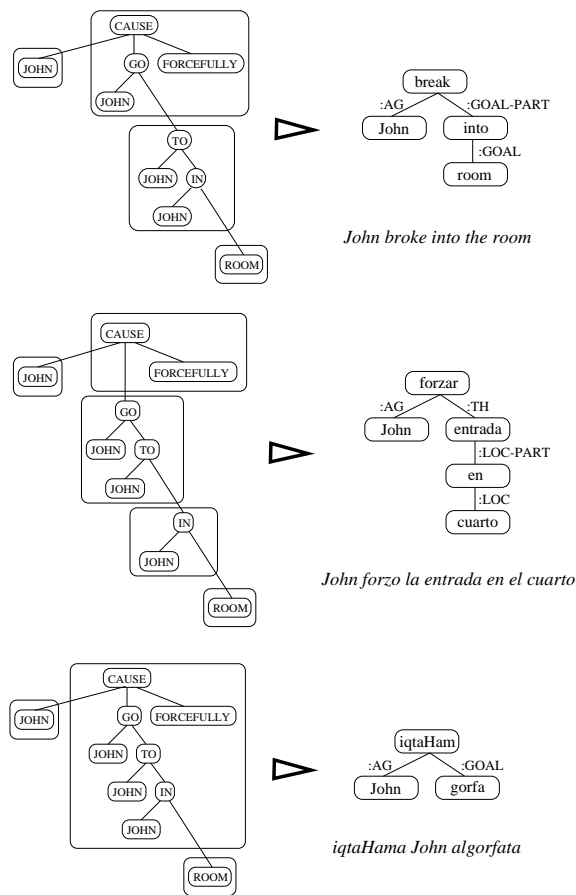 CAUSE
JOHN
GO
FORCEFULLY
JOHN
TO
JOHN
IN
JOHN
ROOM
break
:AG
:GOAL-PART
John
into
:GOAL
room
John broke into the room
CAUSE
JOHN
FORCEFULLY
GO
JOHN
TO
JOHN
IN
JOHN
ROOM
forzar
:AG
:TH
John
entrada
:LOC-PART
en
:LOC
cuarto
John forzo la entrada en el cuarto
CAUSE
JOHN
GO
FORCEFULLY
JOHN
TO
JOHN
IN
JOHN
ROOM
iqtaHam
:AG
:GOAL
John
gorfa
iqtaHama John algorfata